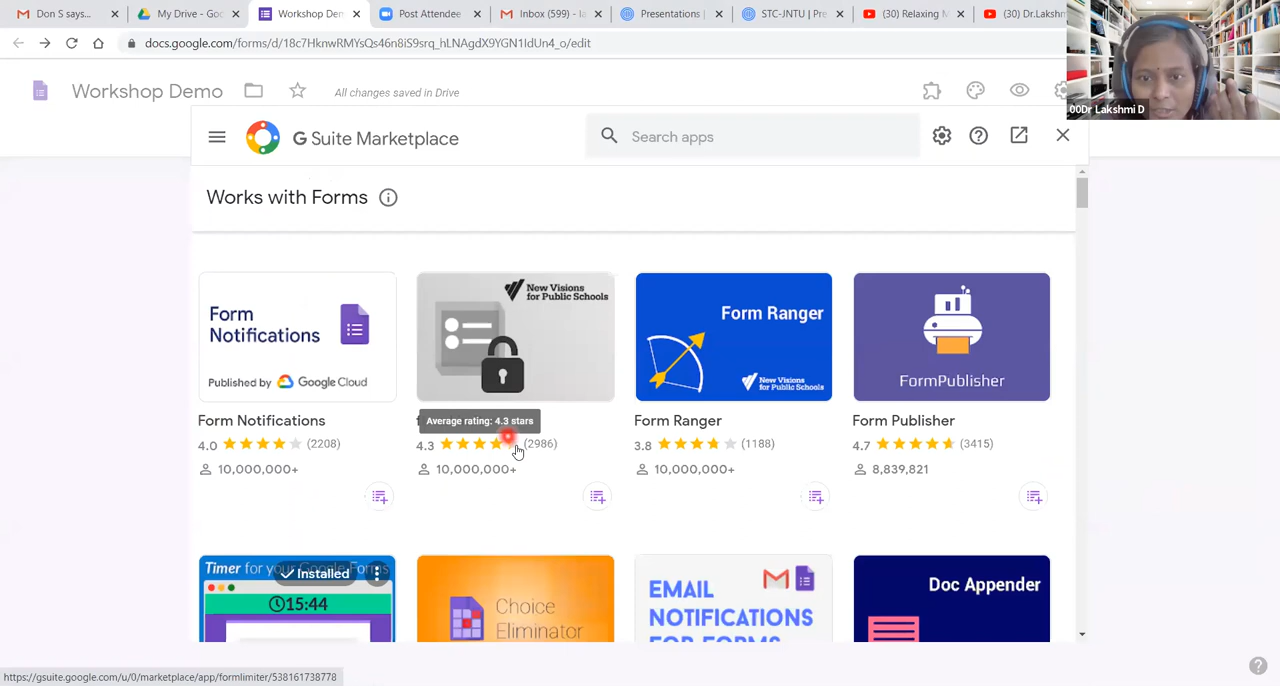 Don S says...
My Drive - Goo
Workshop Dem
Post Attendee
Inbox (599) - la
Presentations |
STC-JNTU | Pre
(30) Relaxing M
(30) Dr.Lakshm
docs.google.com/forms/d/18c7HknwRMYsQs46n8iS9srq_hLNAgdX9YGN1IdUn4_o/edit
Workshop Demo
All changes saved in Drive
00Dr Lakshmi D
G Suite Marketplace
Search apps
Works with Forms
Form
Notifications
Published by Google Cloud
New Visions
for Public Schools
Form Ranger
New Visions
for Public Schools
FormPublisher
Form Notifications
Average rating: 4.3 stars
Form Ranger
Form Publisher
4.0 (2208)
4.3 (2986)
3.8 (1188)
4.7 (3415)
10,000,000+
10,000,000+
10,000,000+
8,839,821
Timer for your Google Forms
Installed
15:44
Choice
Eliminator
EMAIL
NOTIFICATIONS
FOR FORMS
Doc Appender
https://gsuite.google.com/u/0/marketplace/app/formlimiter/538161738778